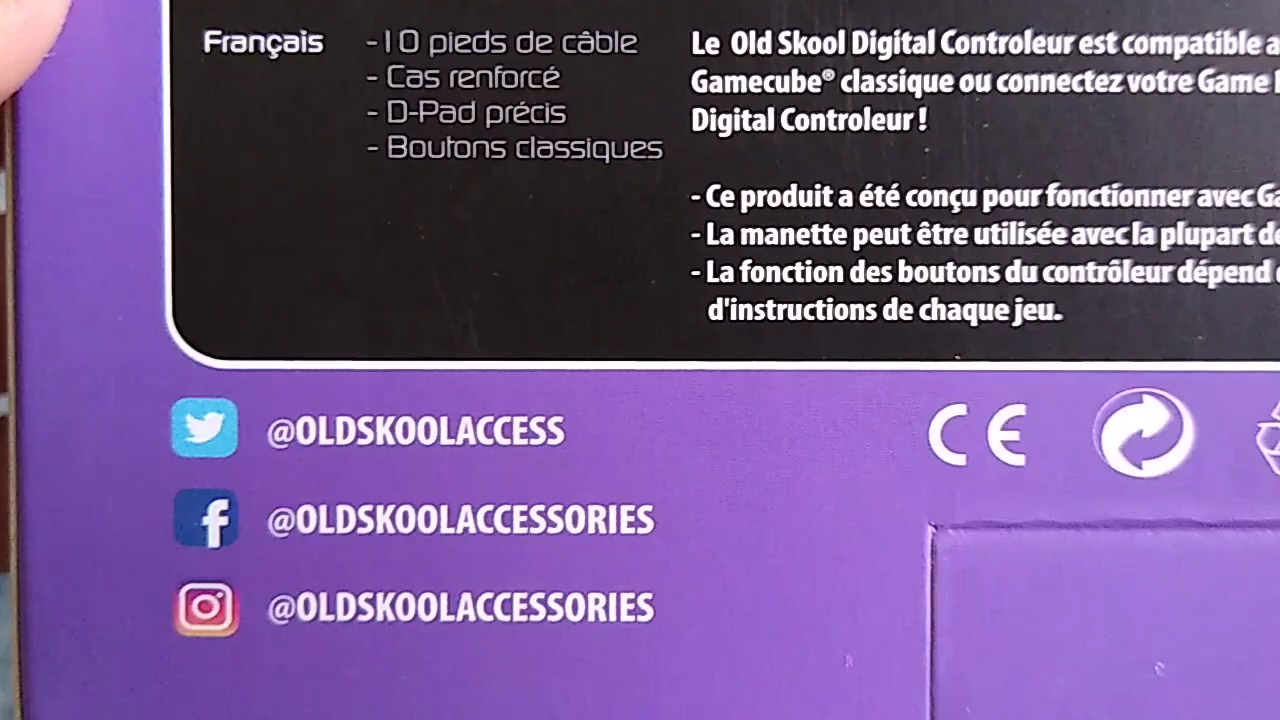 Français
-10 pieds de câble
- Cas renforcé
- D-Pad précis
- Boutons classiques
Le Old Skool Digital Controleur est compatible
Gamecube® classique ou connectez votre Game
Digital Controleur !
- Ce produit a été conçu pour fonctionner avec
- La manette peut être utilisée avec la plupart
- La fonction des boutons du contrôleur dépend
d'instructions de chaque jeu.
@OLDSKOOLACCESS
CE
@OLDSKOOLACCESSORIES
@OLDSKOOLACCESSORIES